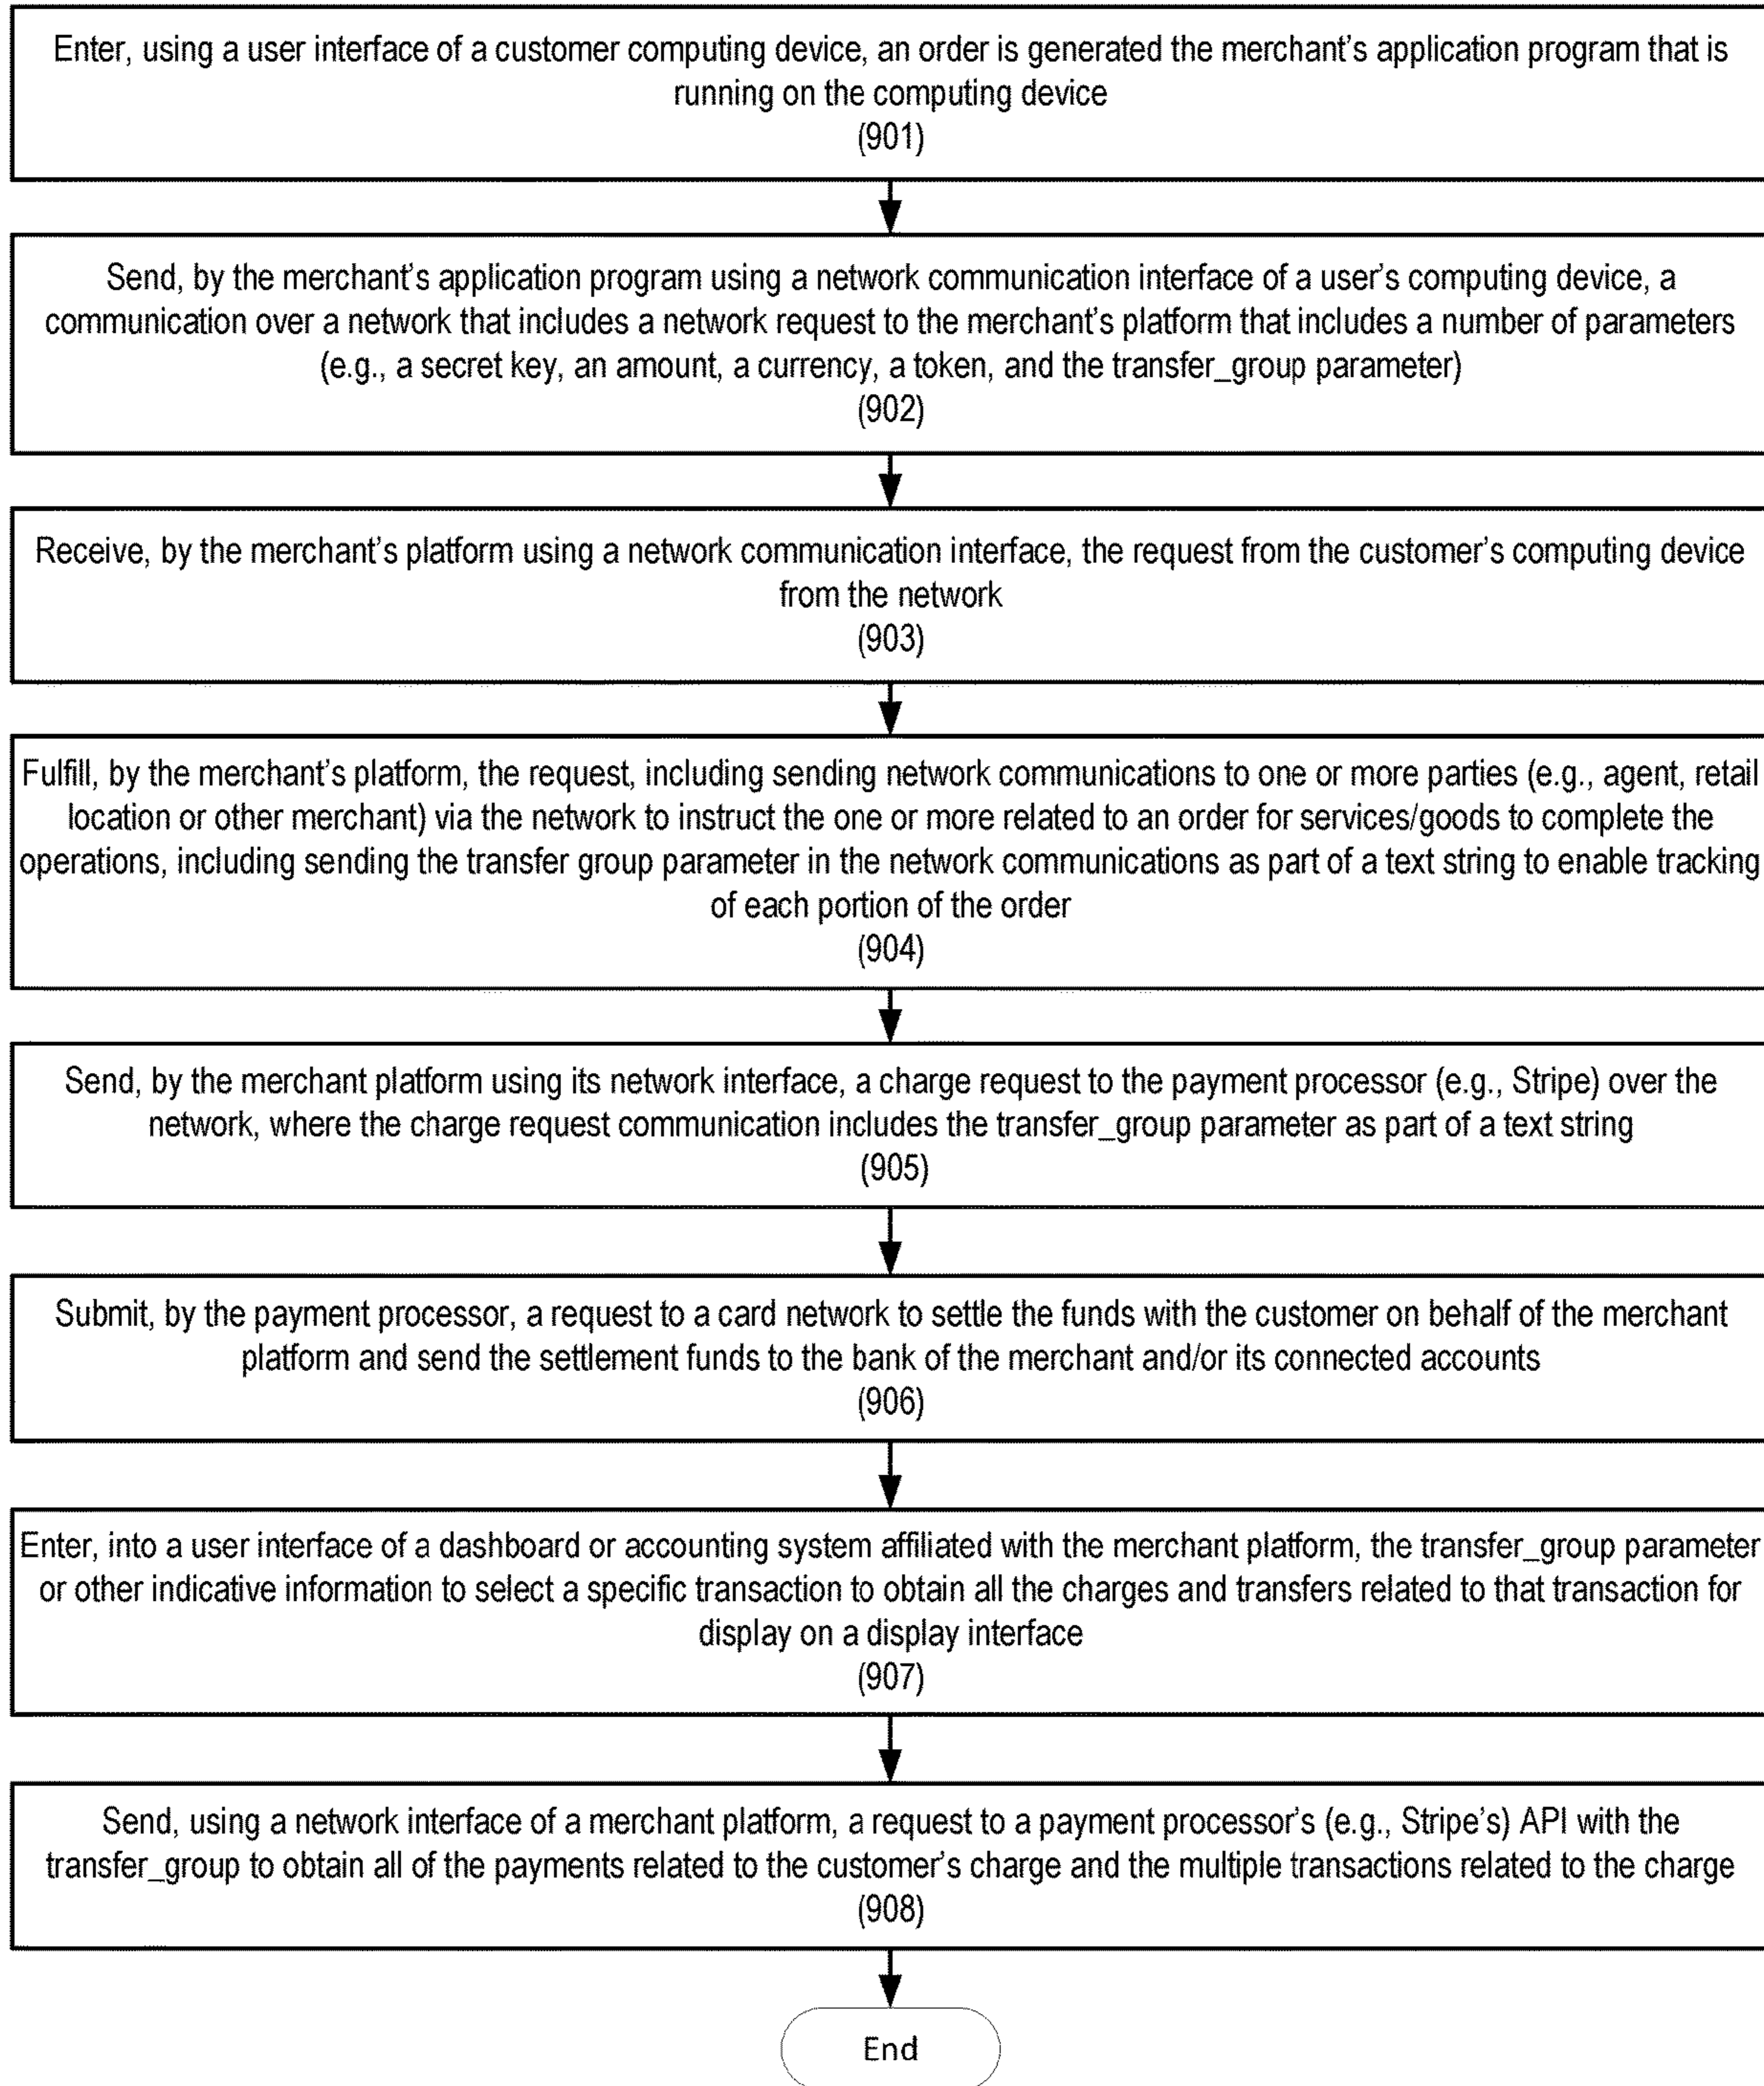 Enter, using a user interface of a customer computing device, an order is generated the merchant's application program that is
running on the computing device
(901)
Send, by the merchant's application program using a network communication interface of a user's computing device, a
communication over a network that includes a network request to the merchant's platform that includes a number of parameters
(e.g., a secret key, an amount, a currency, a token, and the transfer_group parameter)
(902)
Receive, by the merchant's platform using a network communication interface, the request from the customer's computing device
from the network
(903)
Fulfill, by the merchant's platform, the request, including sending network communications to one or more parties (e.g., agent, retail
location or other merchant) via the network to instruct the one or more related to an order for services/goods to complete the
operations, including sending the transfer group parameter in the network communications as part of a text string to enable tracking
of each portion of the order
(904)
Send, by the merchant platform using its network interface, a charge request to the payment processor (e.g., Stripe) over the
network, where the charge request communication includes the transfer_group parameter as part of a text string
(905)
Submit, by the payment processor, a request to a card network to settle the funds with the customer on behalf of the merchant
platform and send the settlement funds to the bank of the merchant and/or its connected accounts
(906)
Enter, into a user interface of a dashboard or accounting system affiliated with the merchant platform, the transfer_group parameter
or other indicative information to select a specific transaction to obtain all the charges and transfers related to that transaction for
display on a display interface
(907)
Send, using a network interface of a merchant platform, a request to a payment processor's (e.g., Stripe's) API with the
transfer_group to obtain all of the payments related to the customer's charge and the multiple transactions related to the charge
(908)
End